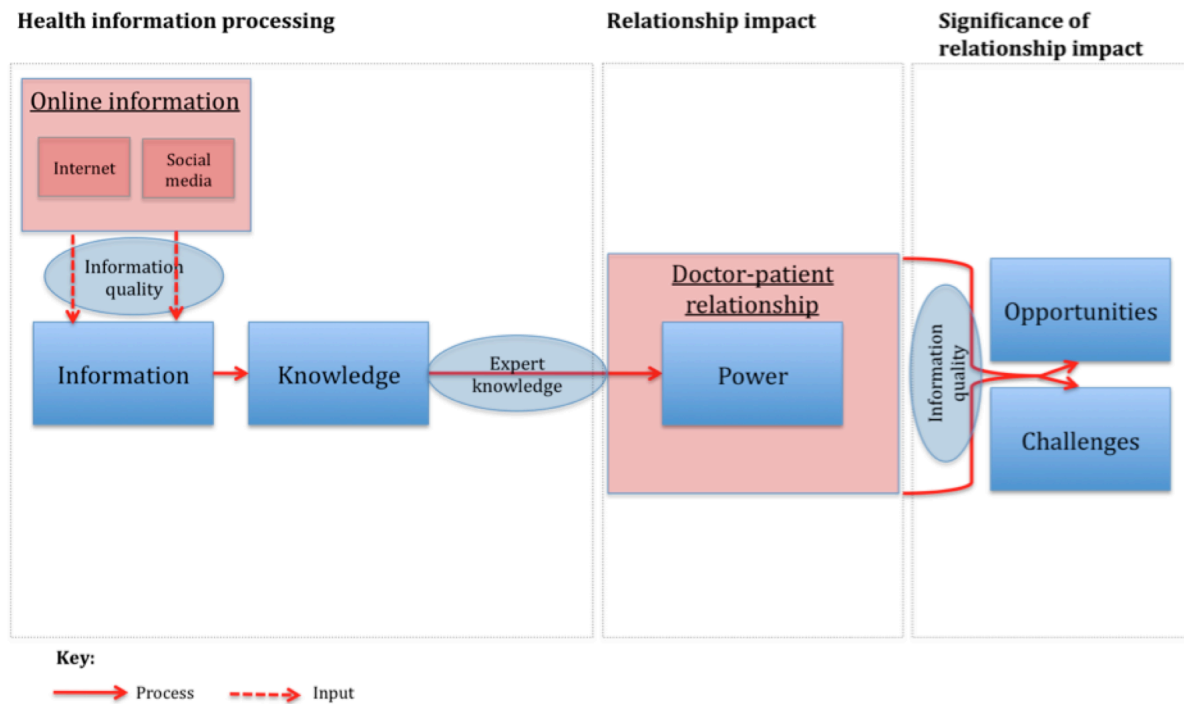 Health information processing
Relationship impact
Significance of
relationship impact
Online information
Internet
Social
media
Information
quality
Information
Knowledge
Expert
knowledge
Doctor-patient
relationship
Power
Information
quality
Opportunities
Challenges
Key:
Process
Input